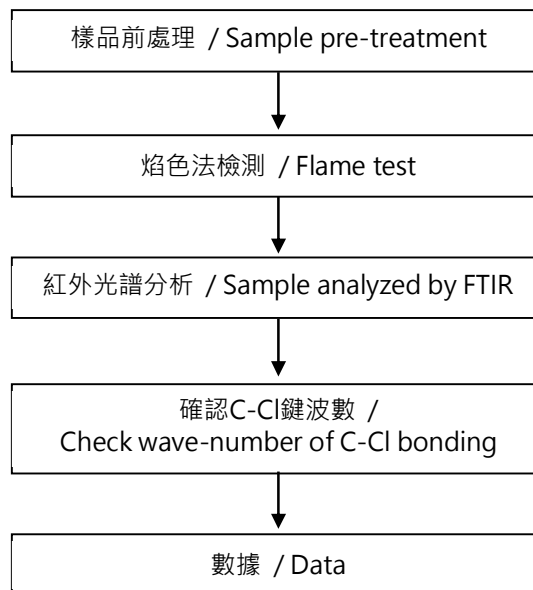 樣品前處理 / Sample pre-treatment
焰色法檢測 / Flame test
紅外光譜分析 / Sample analyzed by FTIR
確認C-Cl鍵波數 /
Check wave-number of C-Cl bonding
數據 / Data